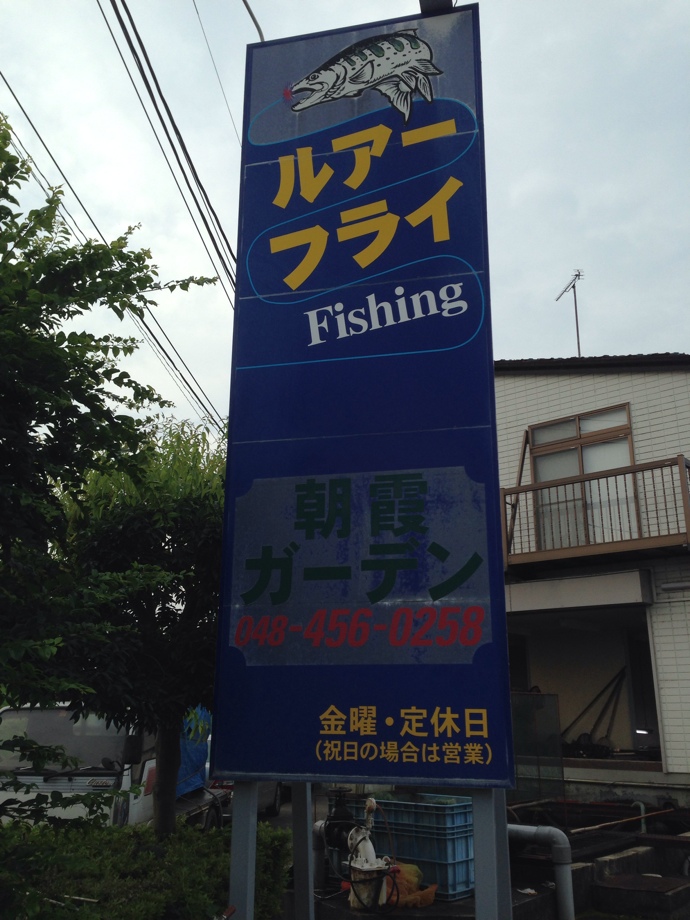 ルアー
フライ
Fishing
朝霞
ガーデン
048-456-0258
金曜・定休日
(祝日の場合は営業)